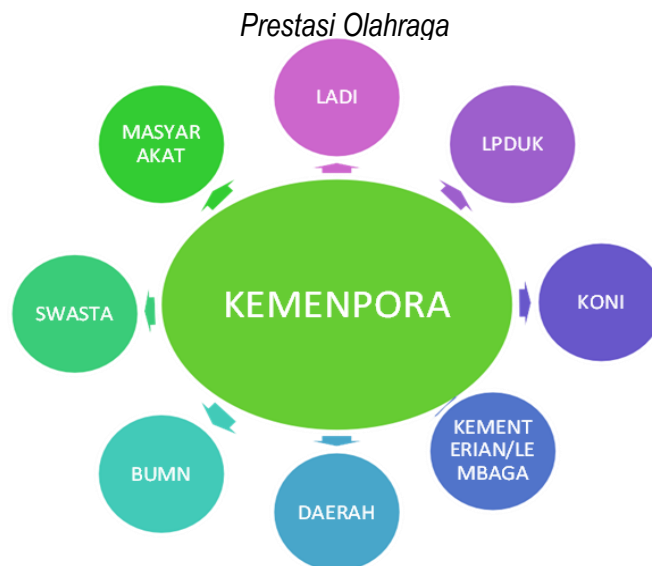 Prestasi Olahraga
LADI
LPDUK
MASYAR
AKAT
KEMENPORA
KONI
SWASTA
KEMENT
ERIAN/LE
MBAGA
BUMN
DAERAH